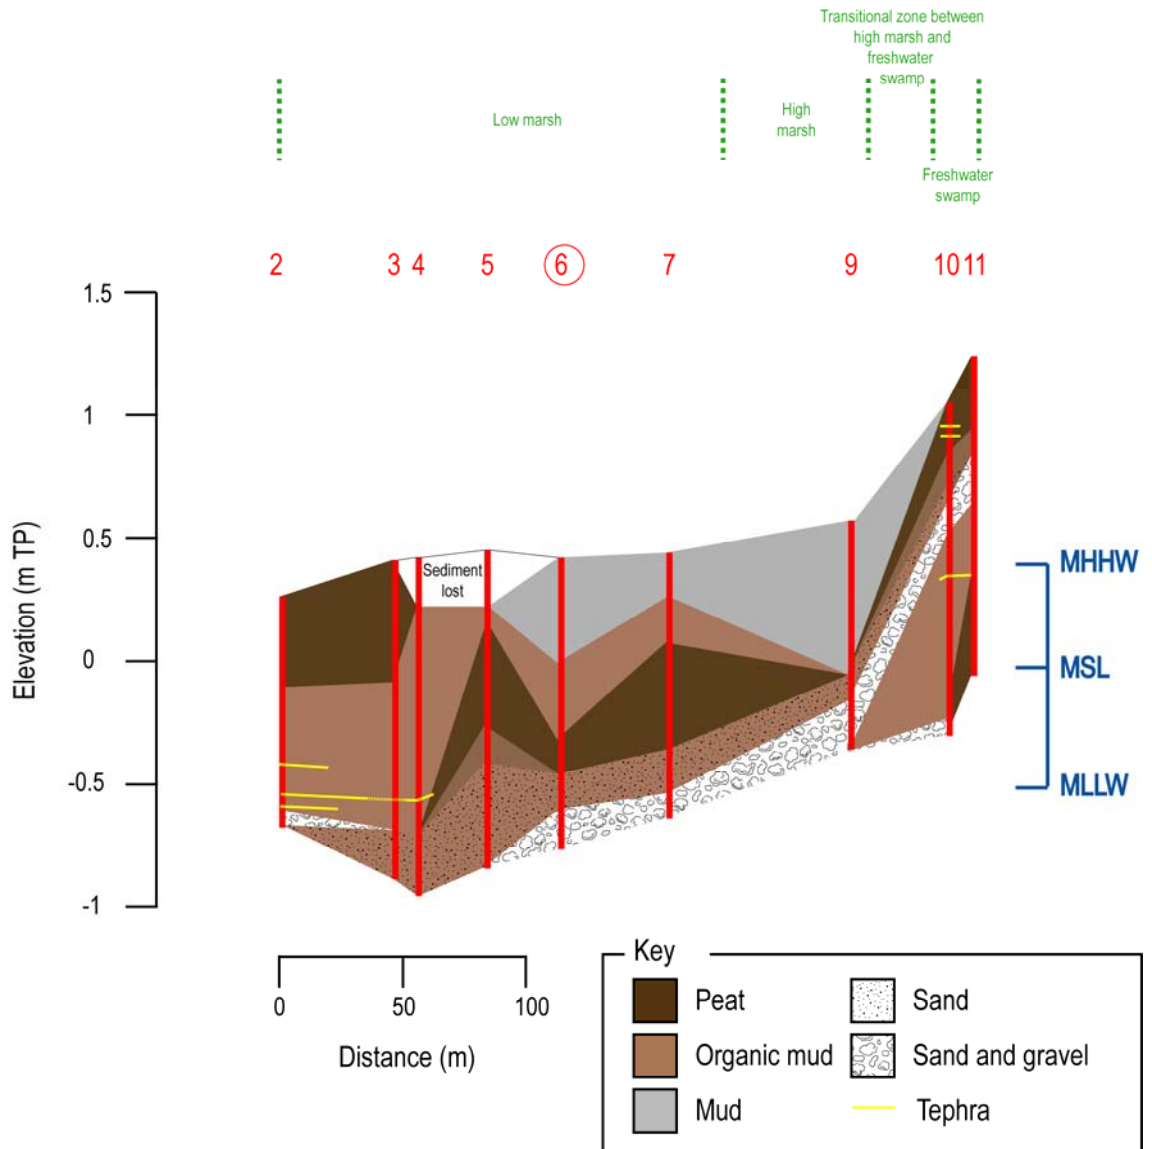 Transitional zone between
high marsh and
freshwater
swamp
Low marsh
High
marsh
Freshwater
swamp
2 3 4 5 6 7 9 10 11
1.5
1
0.5
0
-0.5
-1
Elevation (m TP)
Sediment
lost
MHHW
MSL
MLLW
0 50 100
Distance (m)
Key
Peat
Organic mud
Mud
Sand
Sand and gravel
Tephra